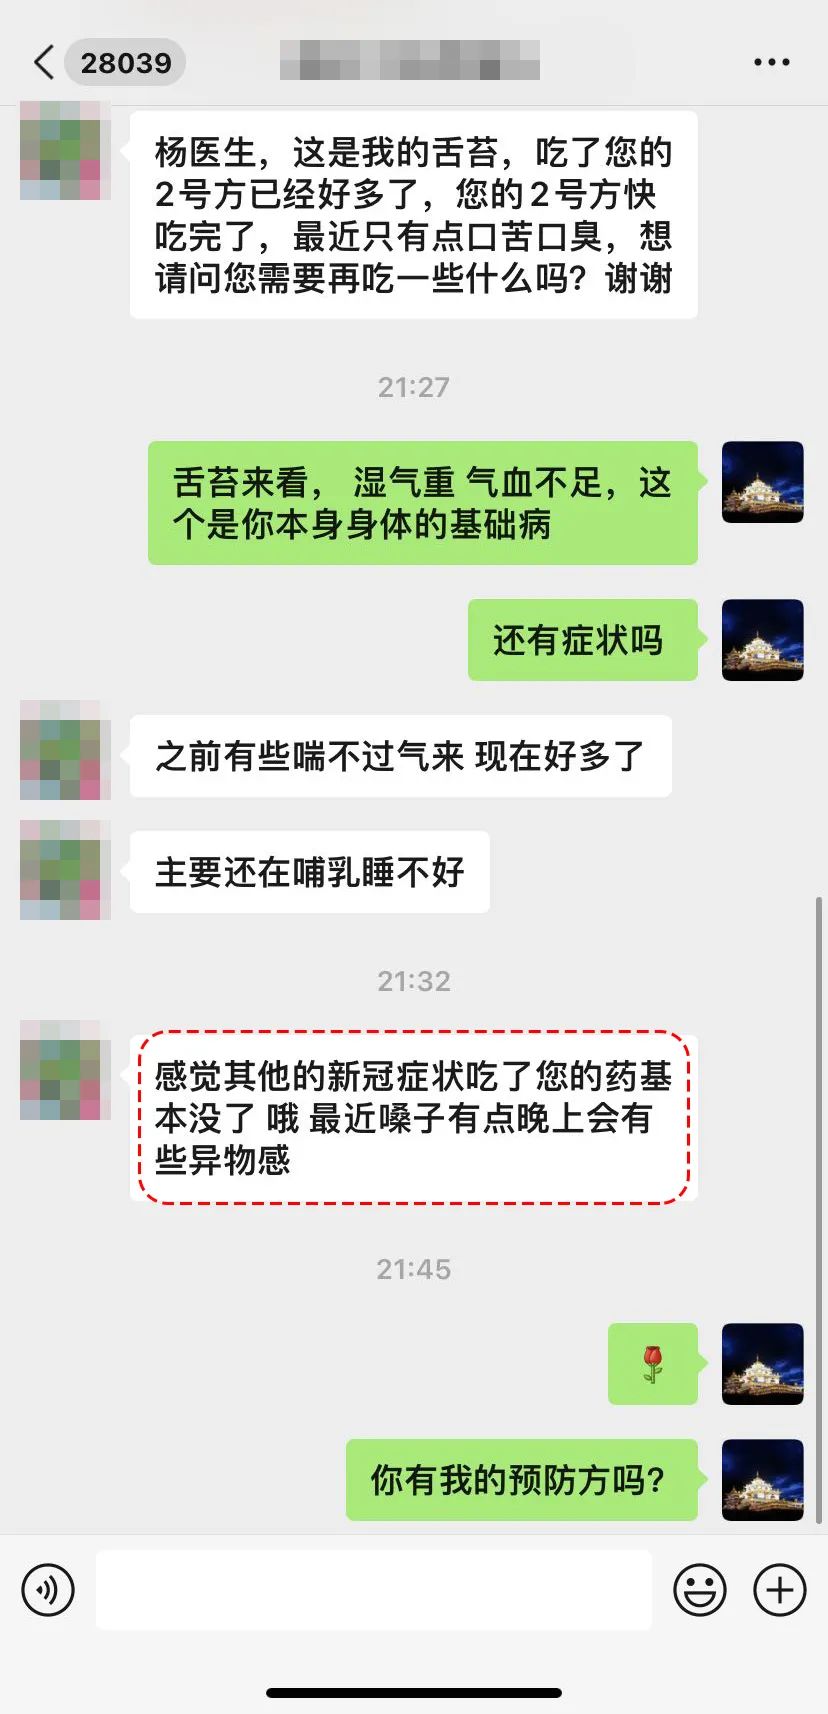 28039
杨医生，这是我的舌苔，吃了您的
2号方已经好多了，您的2号方快
吃完了，最近只有点口苦口臭，想
请问您需要再吃一些什么吗？谢谢
21:27
舌苔来看， 湿气重 气血不足，这
个是你本身身体的基础病
还有症状吗
之前有些喘不过气来 现在好多了
主要还在哺乳睡不好
21:32
感觉其他的新冠症状吃了您的药基
本没了 哦 最近嗓子有点晚上会有
些异物感
21:45
你有我的预防方吗？